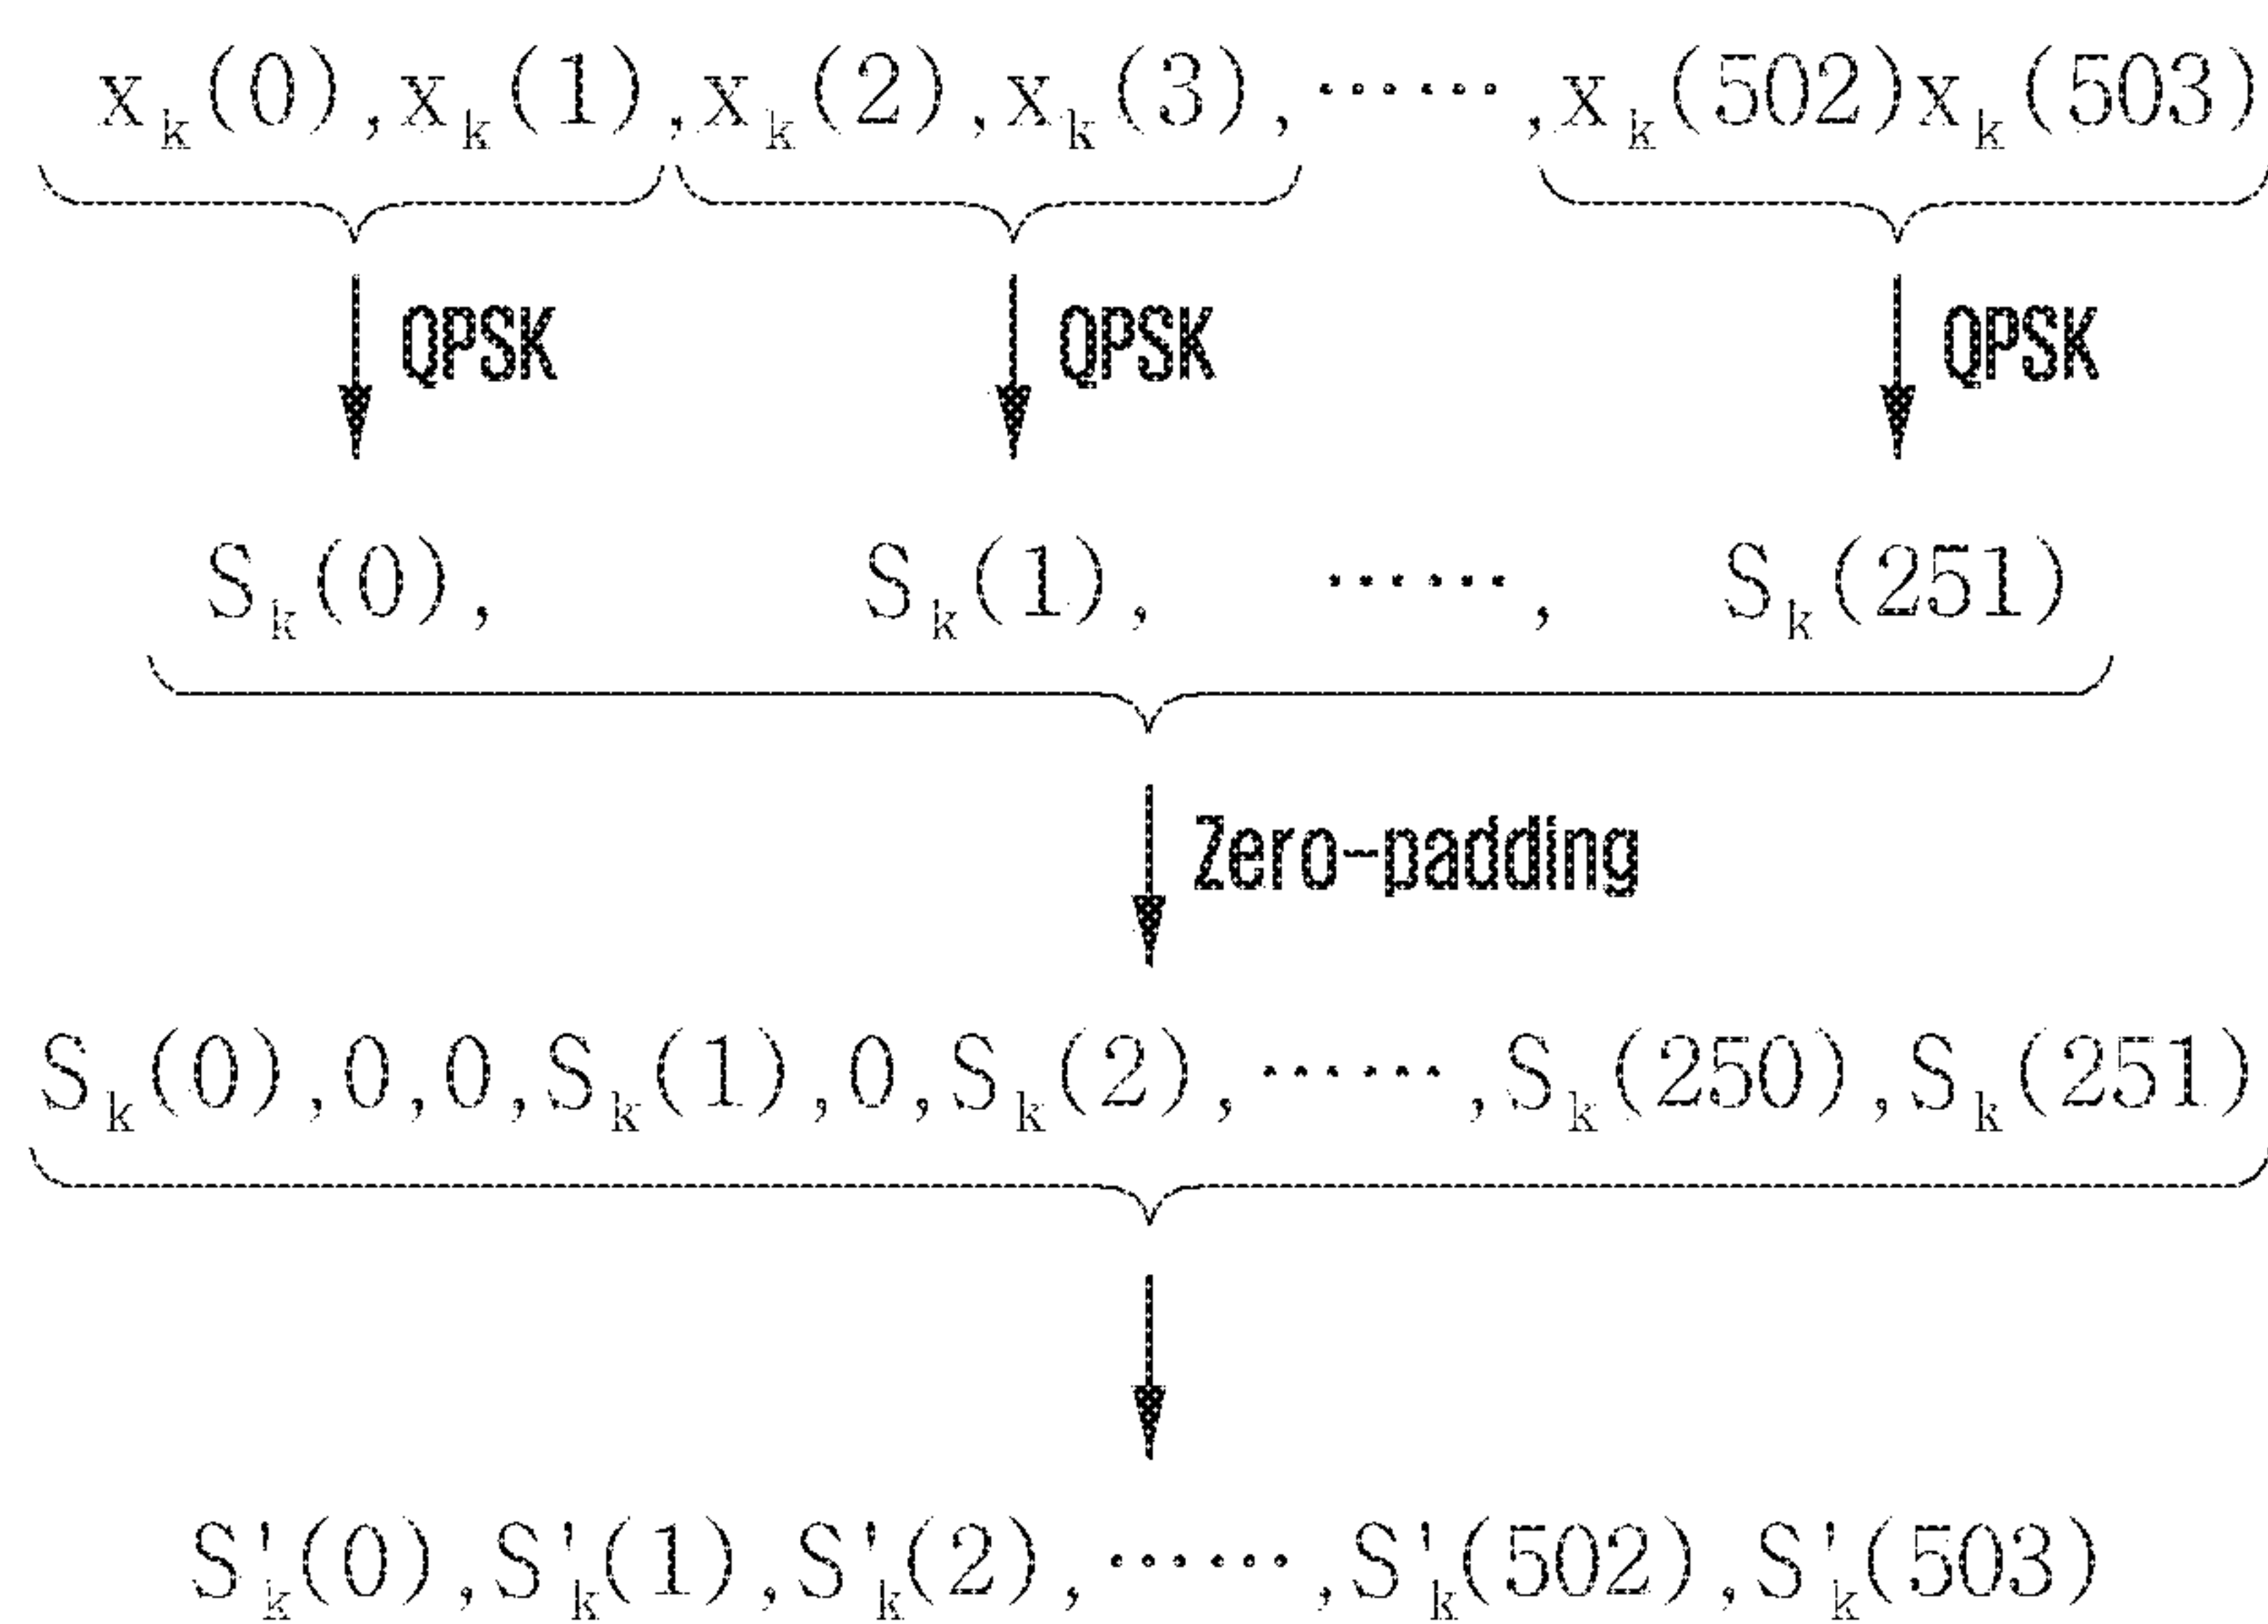 x_k(0),x_k(1),x_k(2),x_k(3), ······ ,x_k(502)x_k(503)
QPSK QPSK QPSK
S_k(0), S_k(1), ······, S_k(251)
Zero-padding
S_k(0),0,0,S_k(1),0,S_k(2), ······ ,S_k(250),S_k(251)
S'_k(0),S'_k(1),S'_k(2), ······ ,S'_k(502),S'_k(503)